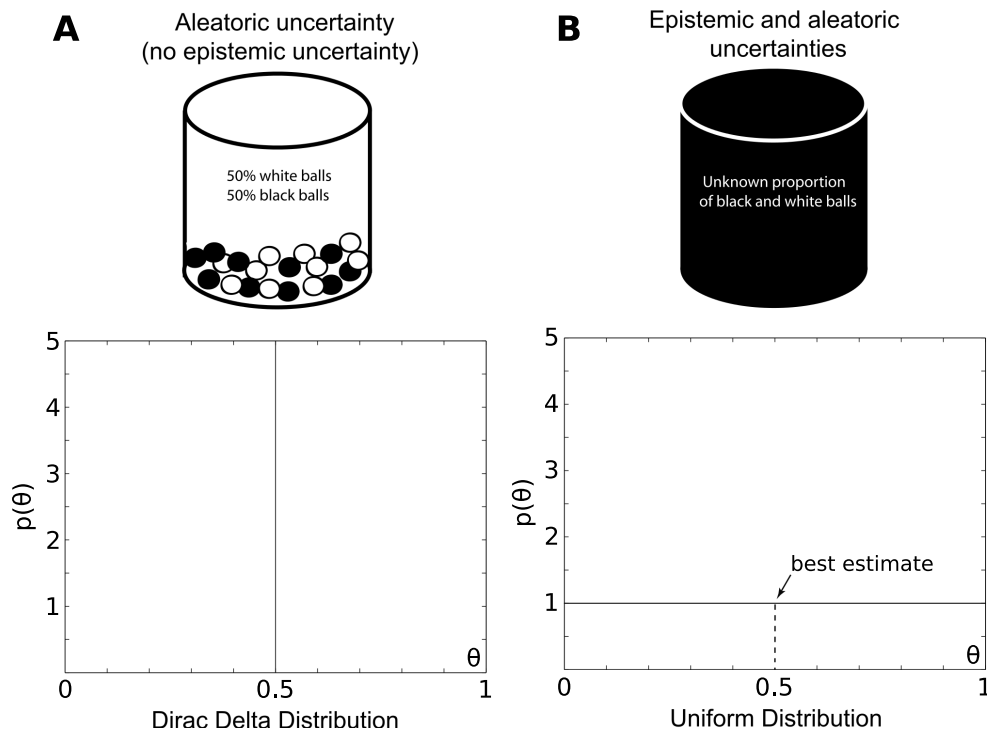 A
Aleatoric uncertainty
(no epistemic uncertainty)
50% white balls
50% black balls
5
4
3
2
1
p(θ)
θ
0
0.5
1
Dirac Delta Distribution
B
Epistemic and aleatoric
uncertainties
Unknown proportion
of black and white balls
5
4
3
2
1
p(θ)
best estimate
θ
0
0.5
1
Uniform Distribution